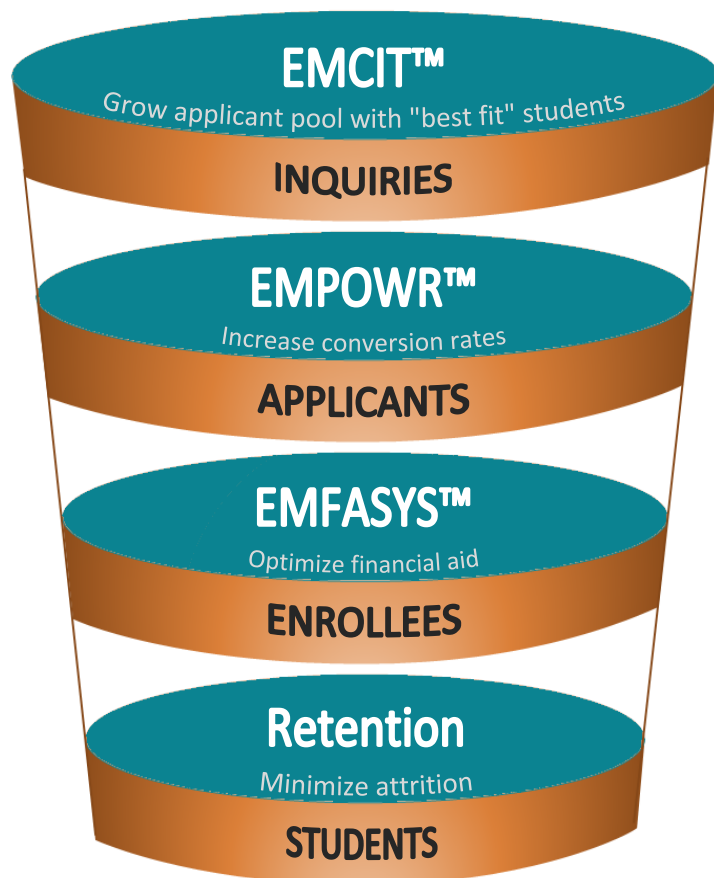 EMCIT™
Grow applicant pool with "best fit" students
INQUIRIES
EMPOWR™
Increase conversion rates
APPLICANTS
EMFASYS™
Optimize financial aid
ENROLLEES
Retention
Minimize attrition
STUDENTS